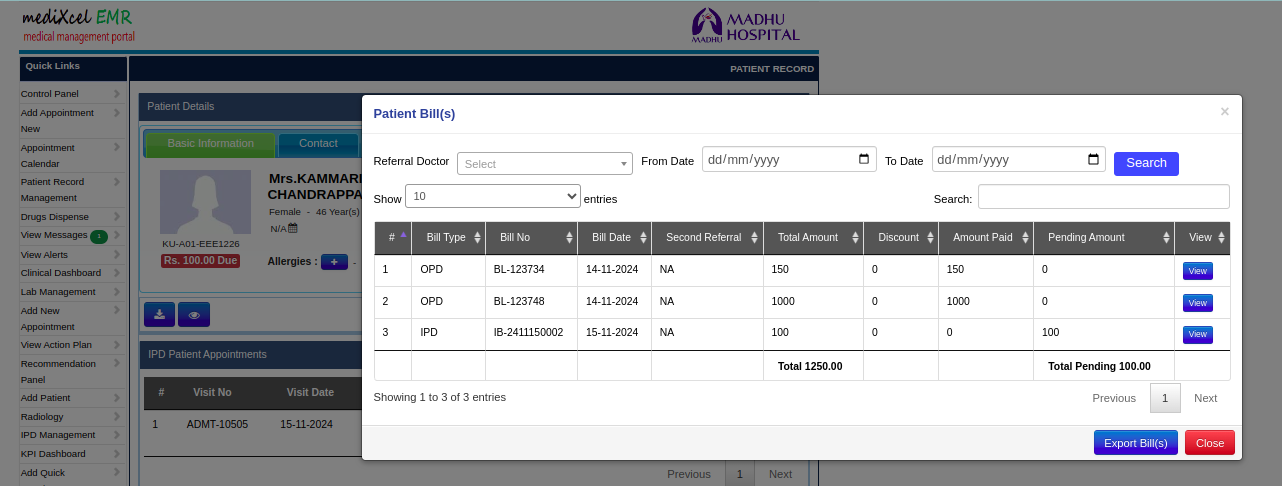 mediXcel EMR
medical management portal
MADHU
MADHU HOSPITAL
Quick Links
PATIENT RECORD
Control Panel
Add Appointment
New
Appointment
Calendar
Patient Record
Management
Drugs Dispense
View Messages 1
View Alerts
Clinical Dashboard
Lab Management
Add New
Appointment
View Action Plan
Recommendation
Panel
Add Patient
Radiology
IPD Management
KPI Dashboard
Add Quick
Patient Details
Basic Information Contact
Mrs.KAMMARI
CHANDRAPPA
Female - 46 Year(s)
N/A
KU-A01-EEE1226
Rs. 100.00 Due
Allergies : + -
IPD Patient Appointments
# Visit No Visit Date
1 ADMT-10505 15-11-2024
Previous 1 Next
Patient Bill(s) ×
Referral Doctor Select From Date dd/mm/yyyy To Date dd/mm/yyyy Search
Show 10 entries Search:
# Bill Type Bill No Bill Date Second Referral Total Amount Discount Amount Paid Pending Amount View
1 OPD BL-123734 14-11-2024 NA 150 0 150 0 View
2 OPD BL-123748 14-11-2024 NA 1000 0 1000 0 View
3 IPD IB-2411150002 15-11-2024 NA 100 0 0 100 View
Total 1250.00 Total Pending 100.00
Showing 1 to 3 of 3 entries
Previous 1 Next
Export Bill(s) Close